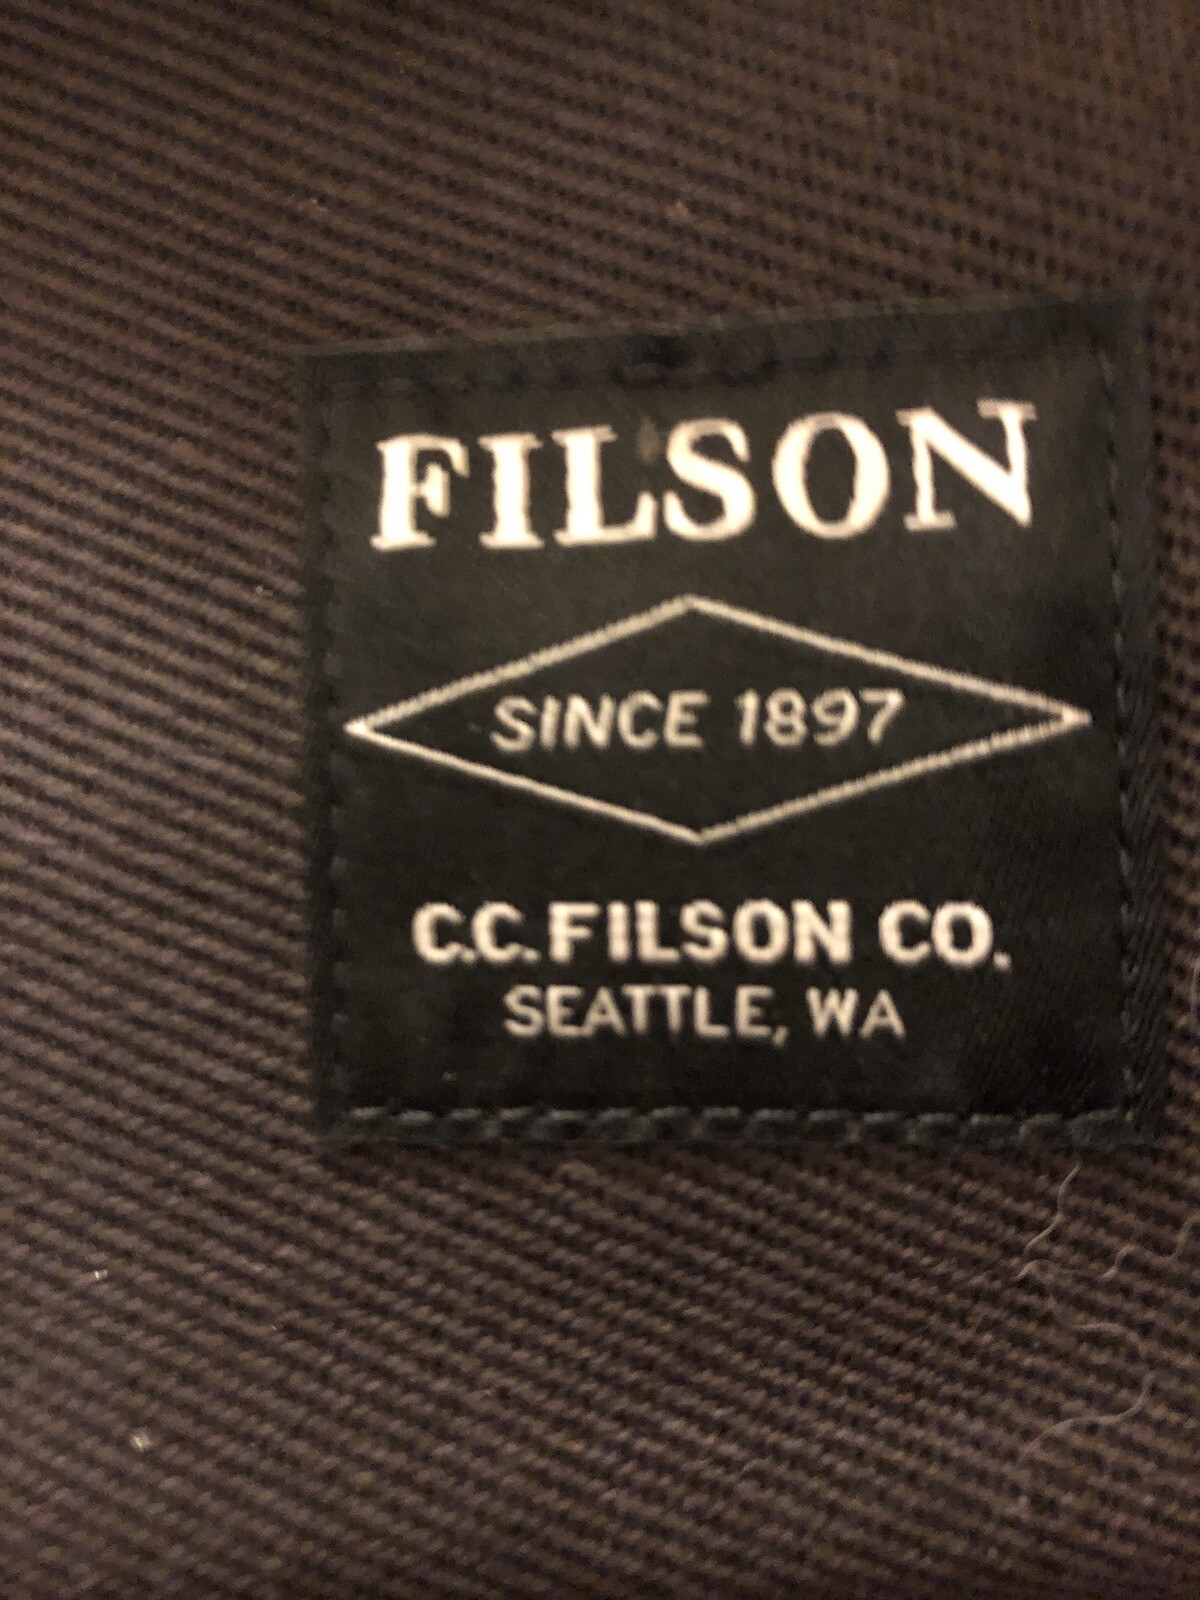 FILSON
SINCE 1897
C.C. FILSON CO.
SEATTLE, WA